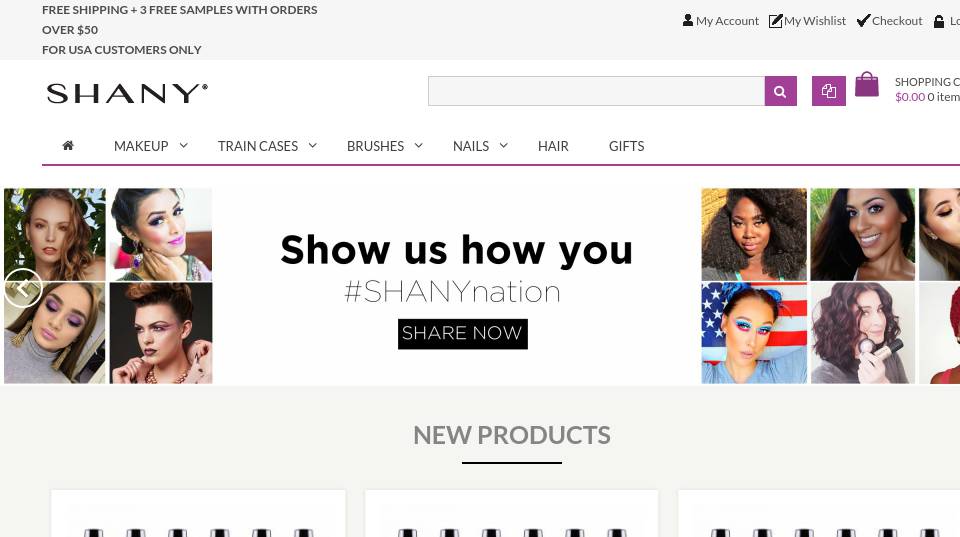 FREE SHIPPING + 3 FREE SAMPLES WITH ORDERS
OVER $50
FOR USA CUSTOMERS ONLY
My Account My Wishlist Checkout Lo
SHANY®
SHOPPING C
$0.00 0 item
MAKEUP TRAIN CASES BRUSHES NAILS HAIR GIFTS
Show us how you
#SHANYnation
SHARE NOW
NEW PRODUCTS